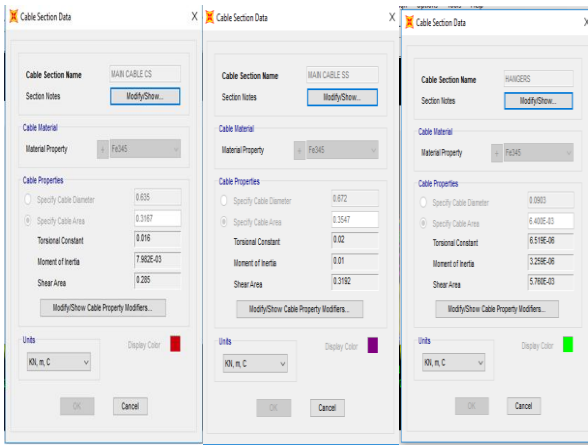 Cable Section Data X
Cable Section Name MAIN CABLE CS
Section Notes Modify/Show...
Cable Material
Material Property + Fe345
Cable Properties
Specify Cable Diameter 0.635
Specify Cable Area 0.3167
Torsional Constant 0.016
Moment of Inertia 7.982E-03
Shear Area 0.285
Modify/Show Cable Property Modifiers...
Units
Display Color
KN, m, C
OK Cancel
Cable Section Data X
Cable Section Name MAIN CABLE SS
Section Notes Modify/Show...
Cable Material
Material Property + Fe345
Cable Properties
Specify Cable Diameter 0.672
Specify Cable Area 0.3547
Torsional Constant 0.02
Moment of Inertia 0.01
Shear Area 0.3192
Modify/Show Cable Property Modifiers...
Units
Display Color
KN, m, C
OK Cancel
Options Tools Help
Cable Section Data X
Cable Section Name HANGERS
Section Notes Modify/Show...
Cable Material
Material Property + Fe345
Cable Properties
Specify Cable Diameter 0.0903
Specify Cable Area 6.400E-03
Torsional Constant 6.519E-06
Moment of Inertia 3.259E-06
Shear Area 5.760E-03
Modify/Show Cable Property Modifiers...
Units
Display Color
KN, m, C
OK Cancel